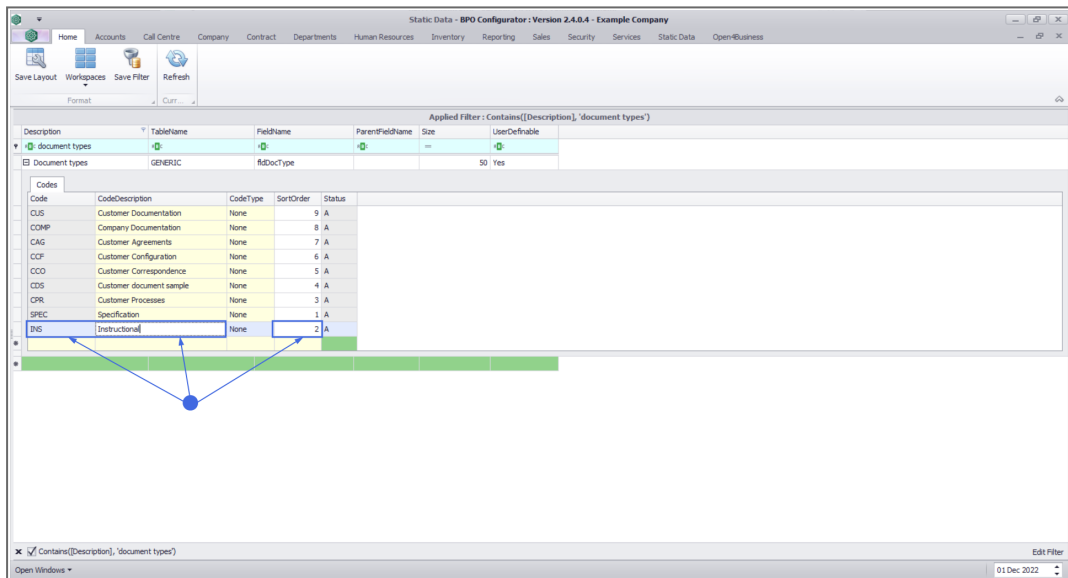 Static Data - BPO Configurator : Version 2.4.0.4 - Example Company
Home Accounts Call Centre Company Contract Departments Human Resources Inventory Reporting Sales Security Services Static Data Open4Business
Save Layout Workspaces Save Filter Refresh
Format Curr...
Applied Filter : Contains([Description], 'document types')
Description TableName FieldName ParentFieldName Size UserDefinable
document types =
Document types GENERIC fldDocType 50 Yes
Codes
Code CodeDescription CodeType SortOrder Status
CUS Customer Documentation None 9 A
COMP Company Documentation None 8 A
CAG Customer Agreements None 7 A
CCF Customer Configuration None 6 A
CCO Customer Correspondence None 5 A
CDS Customer document sample None 4 A
CPR Customer Processes None 3 A
SPEC Specification None 1 A
INS Instructional None 2 A
Contains([Description], 'document types') Edit Filter
Open Windows 01 Dec 2022